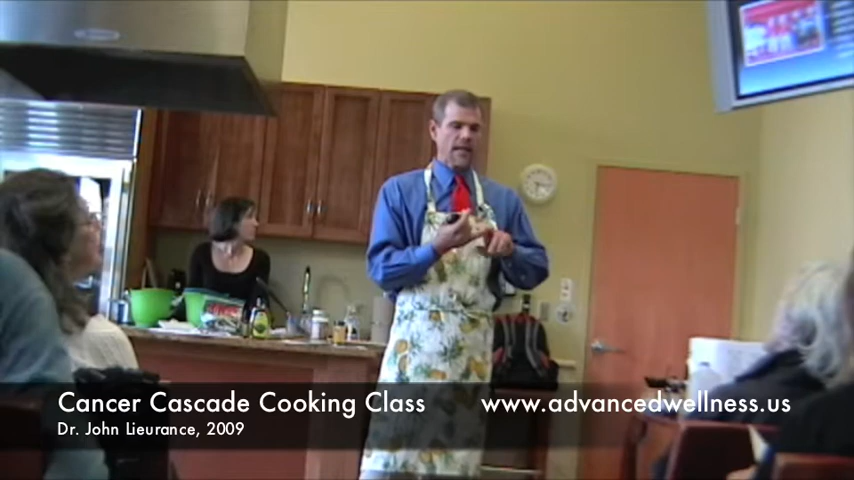 Cancer Cascade Cooking Class www.advancedwellness.us
Dr. John Lieurance, 2009